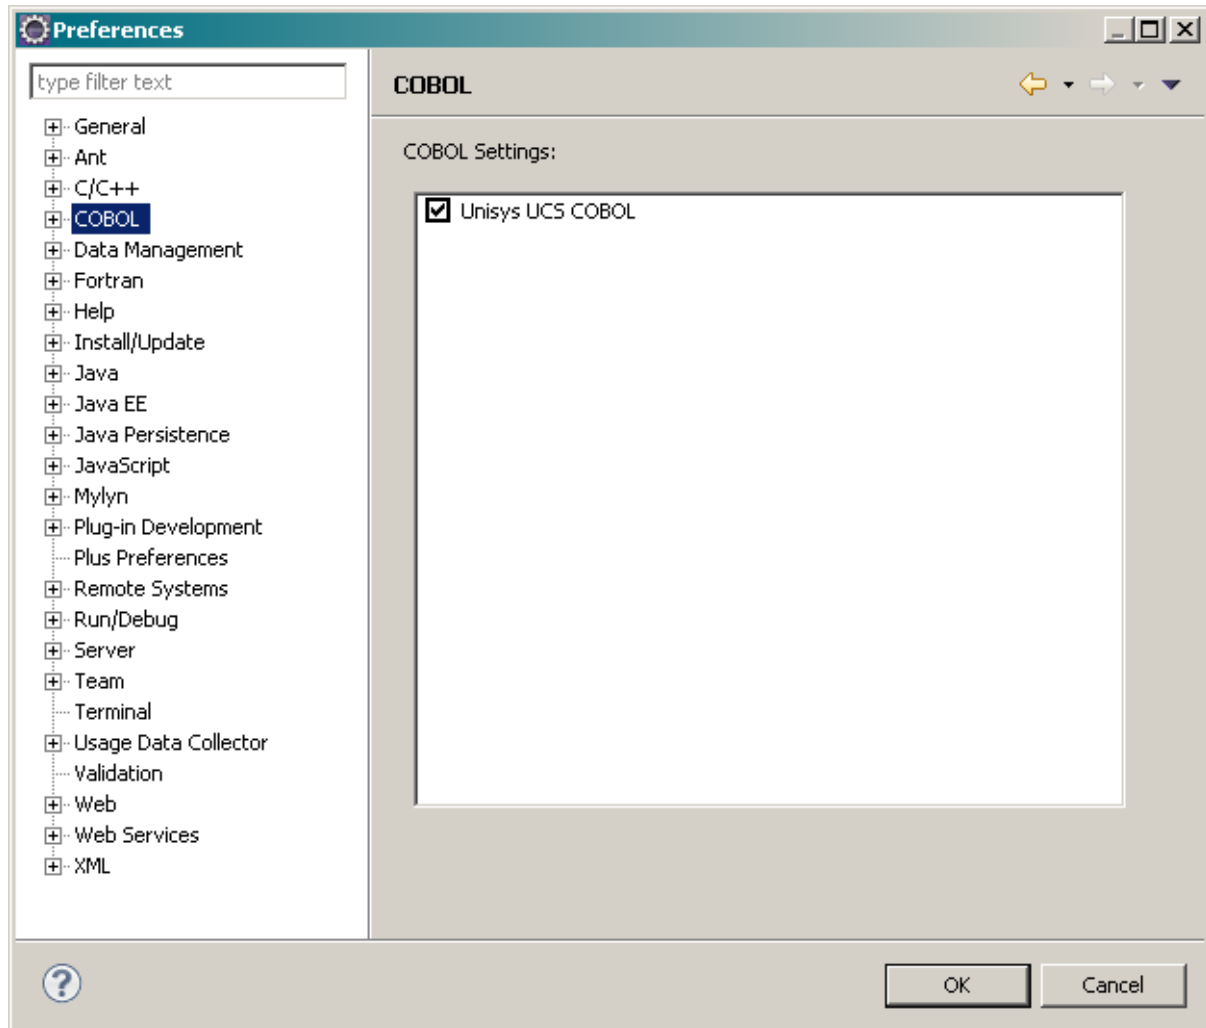 Preferences
type filter text
COBOL
General
Ant
C/C++
COBOL
Data Management
Fortran
Help
Install/Update
Java
Java EE
Java Persistence
JavaScript
Mylyn
Plug-in Development
Plus Preferences
Remote Systems
Run/Debug
Server
Team
Terminal
Usage Data Collector
Validation
Web
Web Services
XML
COBOL Settings:
Unisys UCS COBOL
?
OK
Cancel